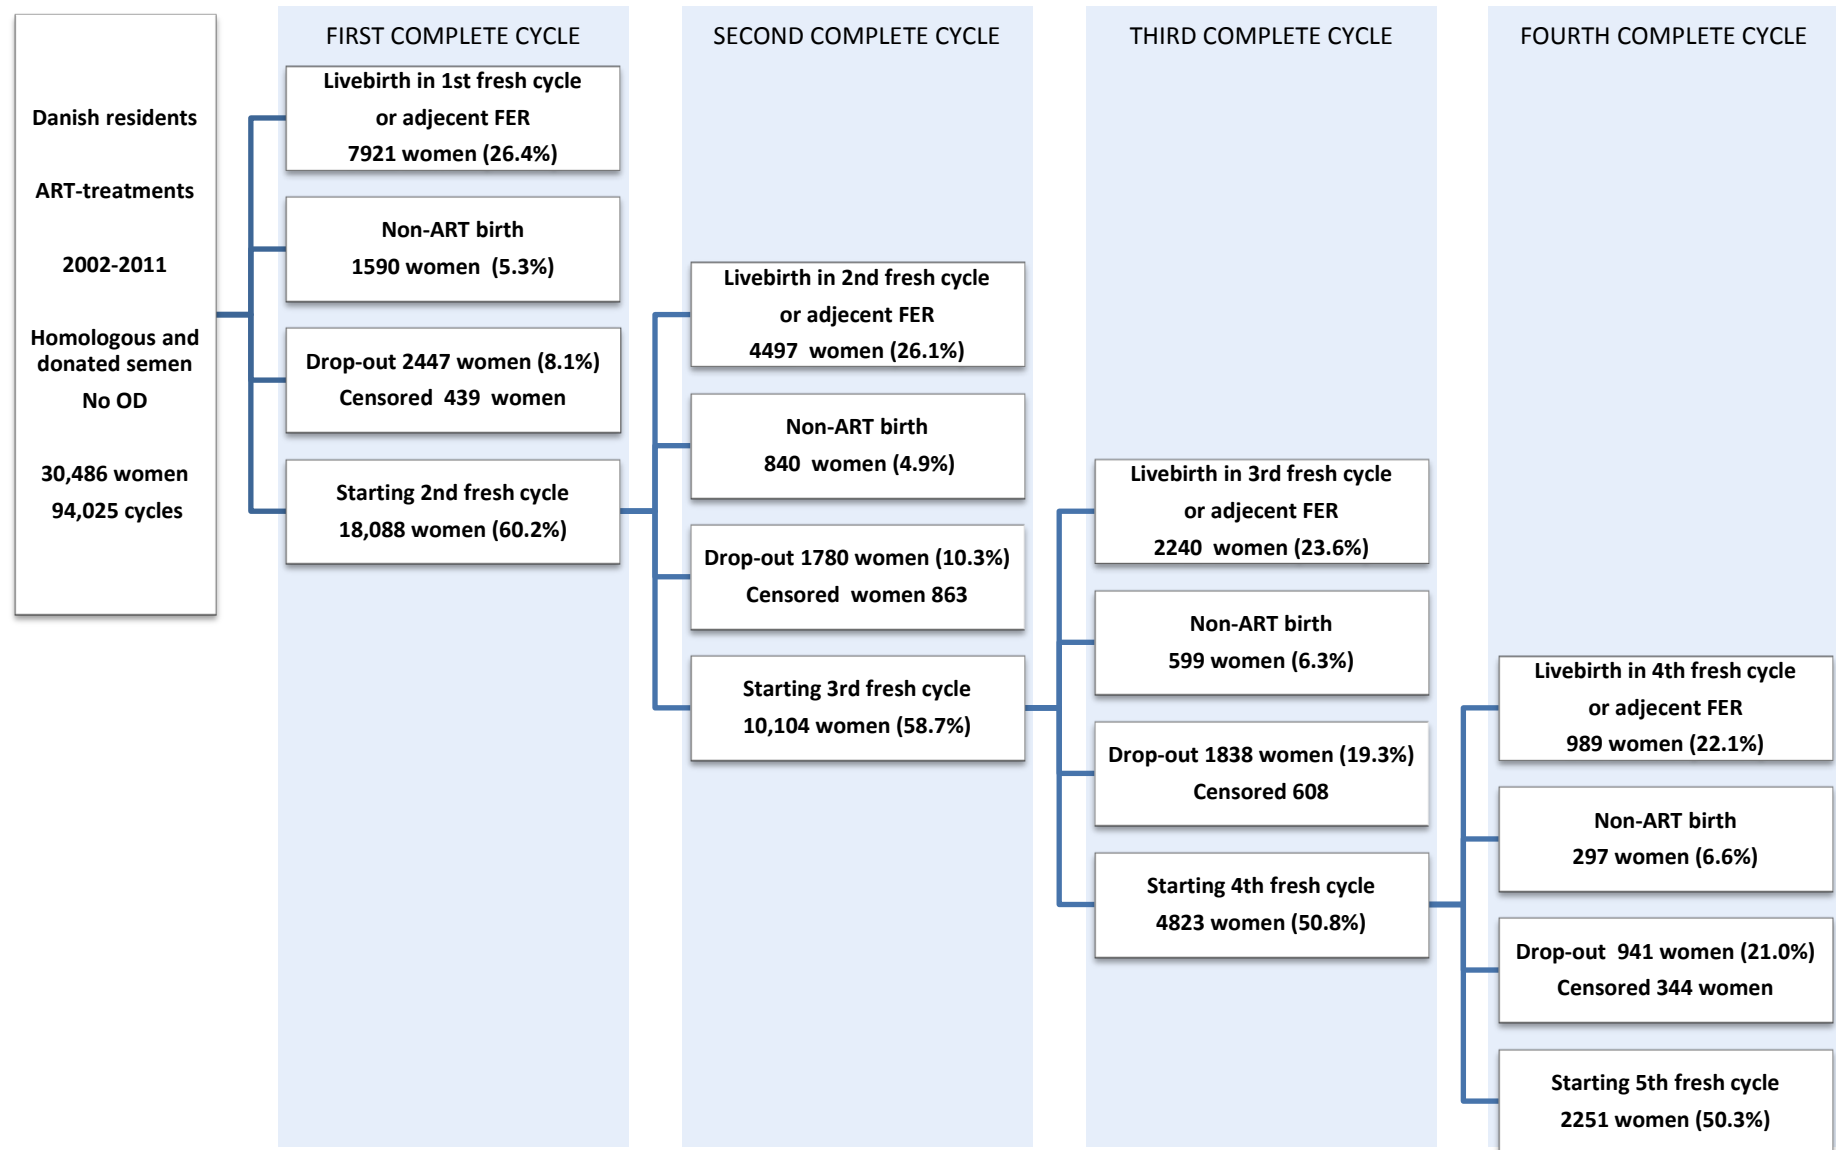 Danish residents
ART-treatments
2002-2011
Homologous and
donated semen
No OD
30,486 women
94,025 cycles
FIRST COMPLETE CYCLE
Livebirth in 1st fresh cycle
or adjecent FER
7921 women (26.4%)
Non-ART birth
1590 women (5.3%)
Drop-out 2447 women (8.1%)
Censored 439 women
Starting 2nd fresh cycle
18,088 women (60.2%)
SECOND COMPLETE CYCLE
Livebirth in 2nd fresh cycle
or adjecent FER
4497 women (26.1%)
Non-ART birth
840 women (4.9%)
Drop-out 1780 women (10.3%)
Censored women 863
Starting 3rd fresh cycle
10,104 women (58.7%)
THIRD COMPLETE CYCLE
Livebirth in 3rd fresh cycle
or adjecent FER
2240 women (23.6%)
Non-ART birth
599 women (6.3%)
Drop-out 1838 women (19.3%)
Censored 608
Starting 4th fresh cycle
4823 women (50.8%)
FOURTH COMPLETE CYCLE
Livebirth in 4th fresh cycle
or adjecent FER
989 women (22.1%)
Non-ART birth
297 women (6.6%)
Drop-out 941 women (21.0%)
Censored 344 women
Starting 5th fresh cycle
2251 women (50.3%)